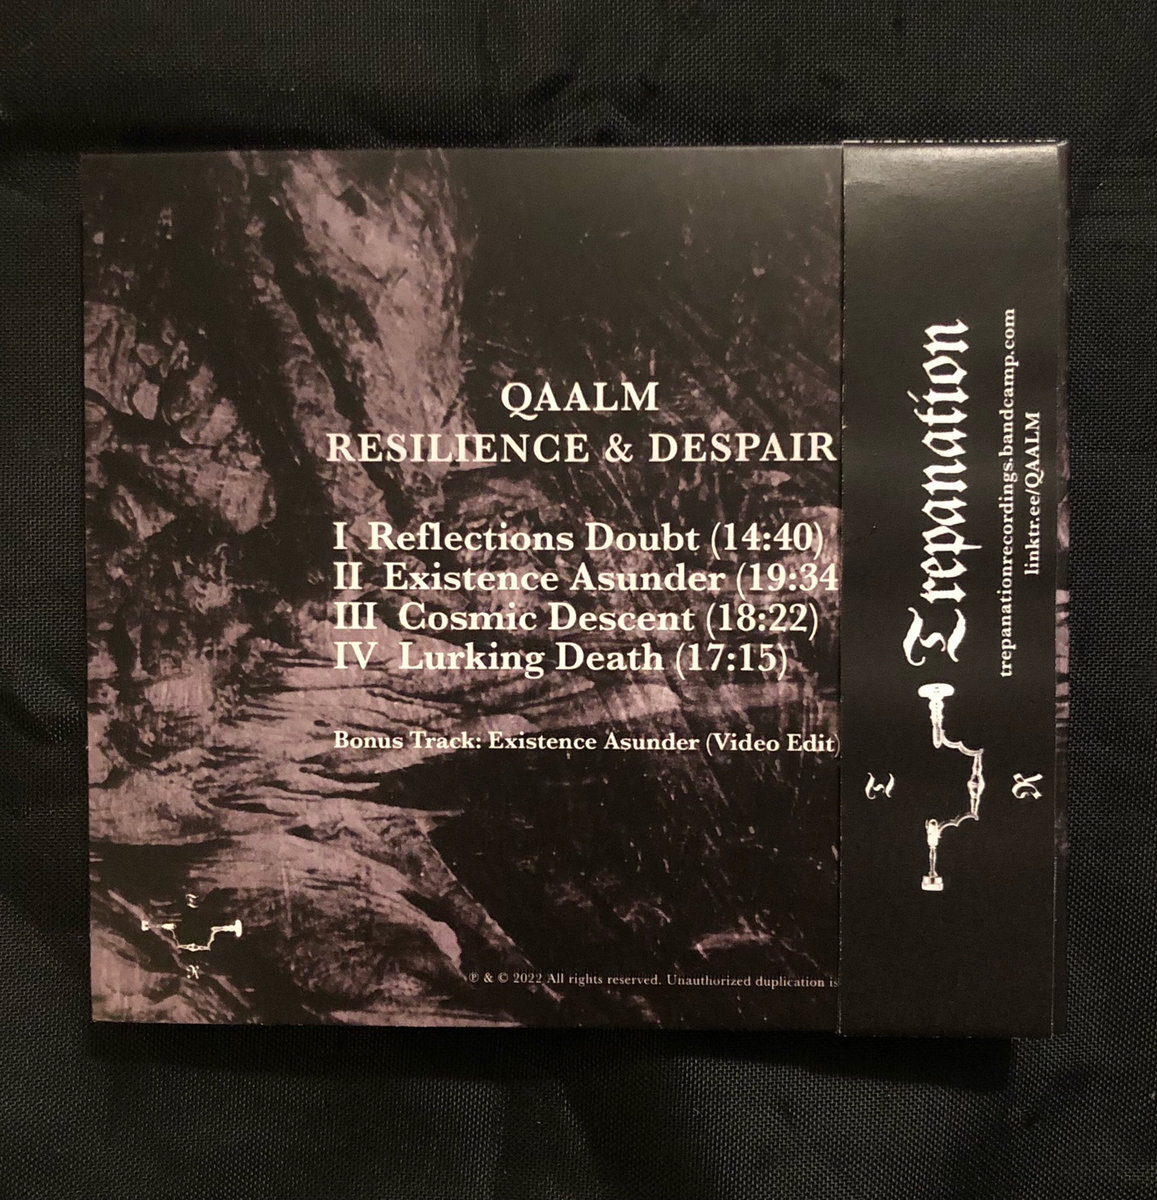 QAALM
RESILIENCE & DESPAIR
I Reflections Doubt (14:40)
II Existence Asunder (19:34
III Cosmic Descent (18:22)
IV Lurking Death (17:15)
Bonus Track: Existence Asunder (Video Edit)
T
R
℗ & © 2022 All rights reserved. Unauthorized duplication is
T
Trepanation
R
trepanationrecordings.bandcamp.com
linktr.ee/QAALM